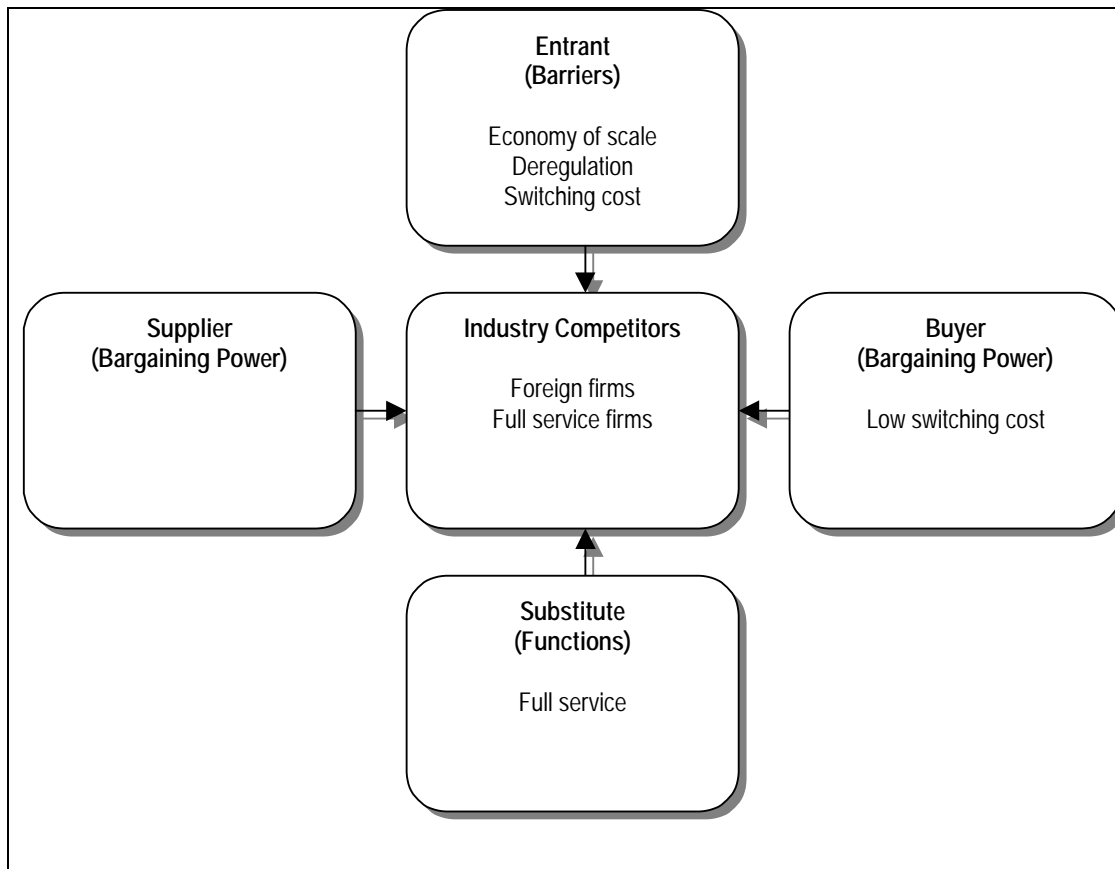 Entrant
(Barriers)
Economy of scale
Deregulation
Switching cost
Supplier
(Bargaining Power)
Industry Competitors
Foreign firms
Full service firms
Buyer
(Bargaining Power)
Low switching cost
Substitute
(Functions)
Full service